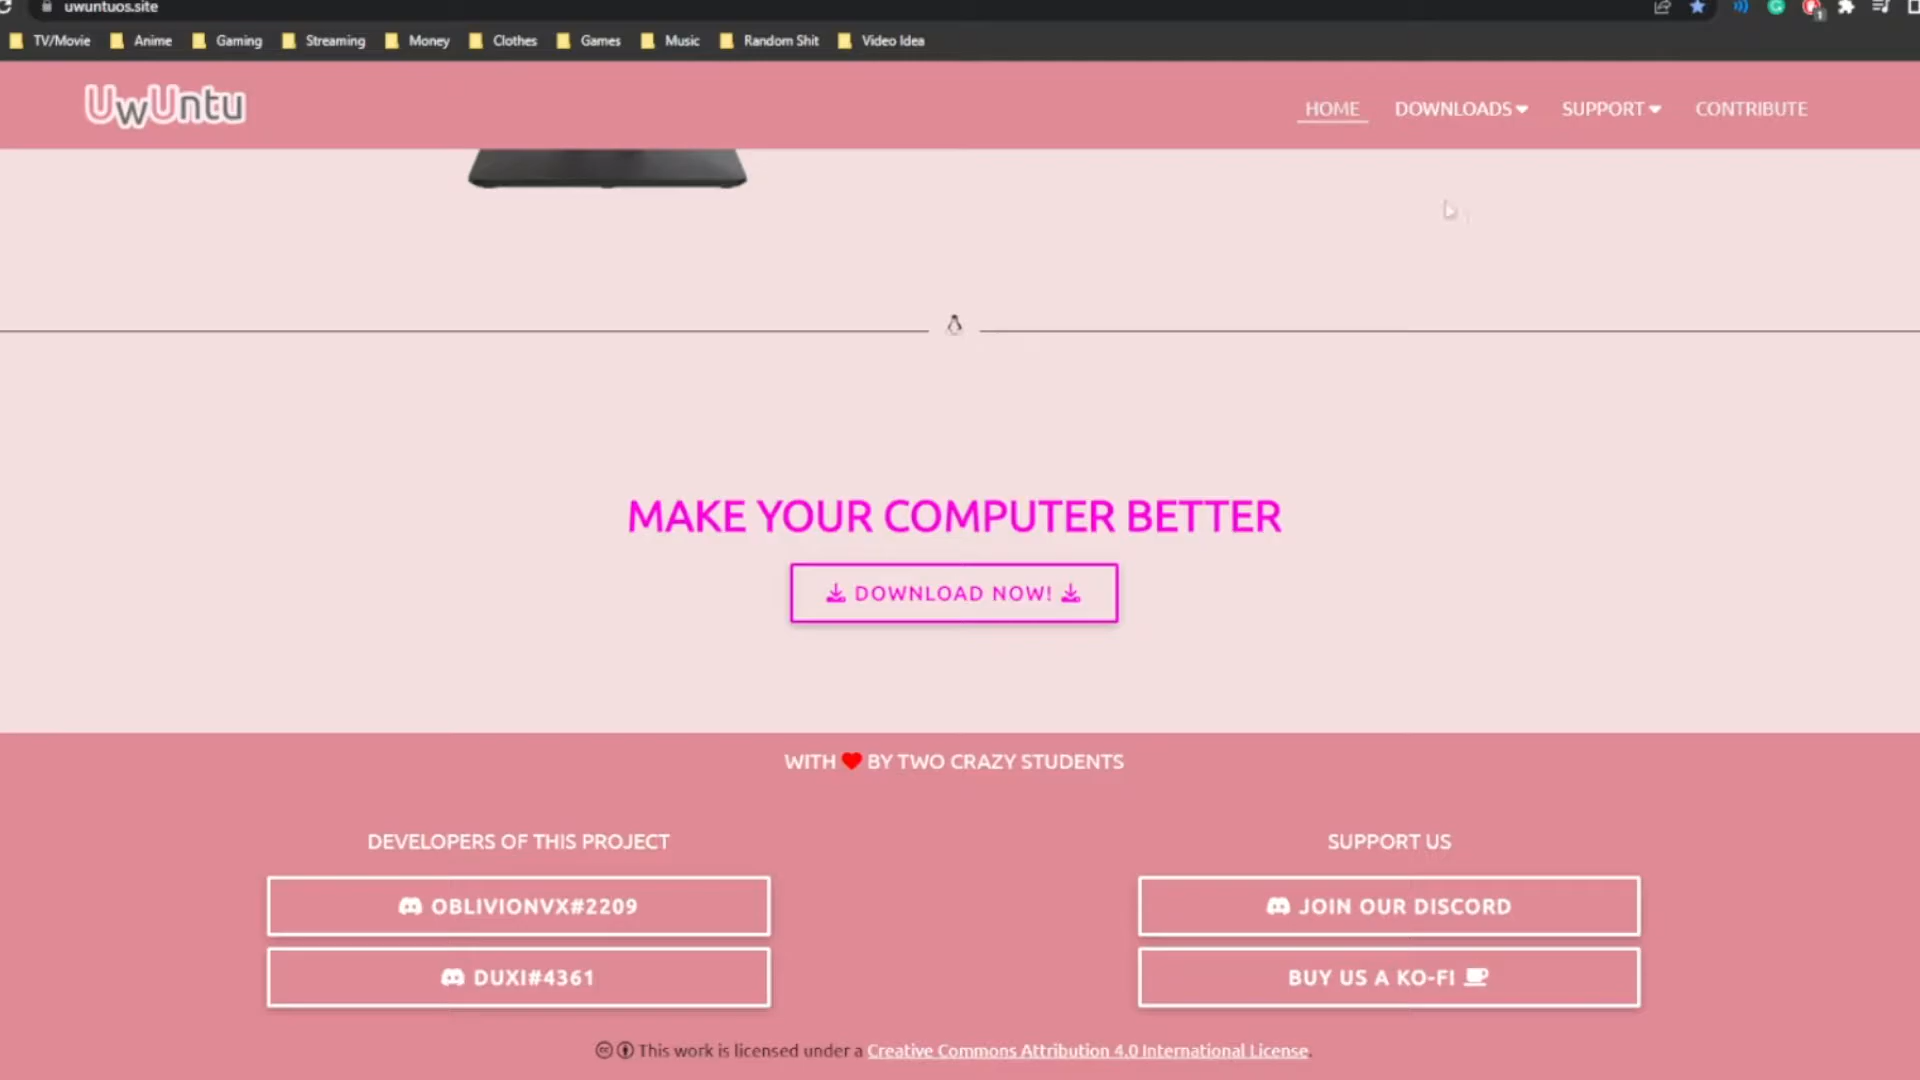 uwuntuos.site
TV/Movie Anime Gaming Streaming Money Clothes Games Music Random Shit Video Idea
UwUntu HOME DOWNLOADS SUPPORT CONTRIBUTE
MAKE YOUR COMPUTER BETTER
DOWNLOAD NOW!
WITH ❤ BY TWO CRAZY STUDENTS
DEVELOPERS OF THIS PROJECT
OBLIVIONVX#2209
DUXI#4361
SUPPORT US
JOIN OUR DISCORD
BUY US A KO-FI
This work is licensed under a Creative Commons Attribution 4.0 International License.